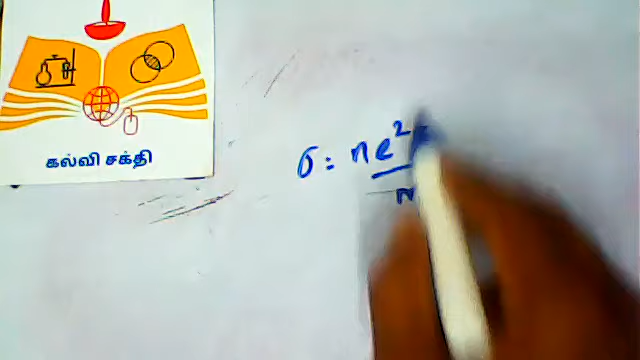 கல்வி சக்தி
σ = ne²